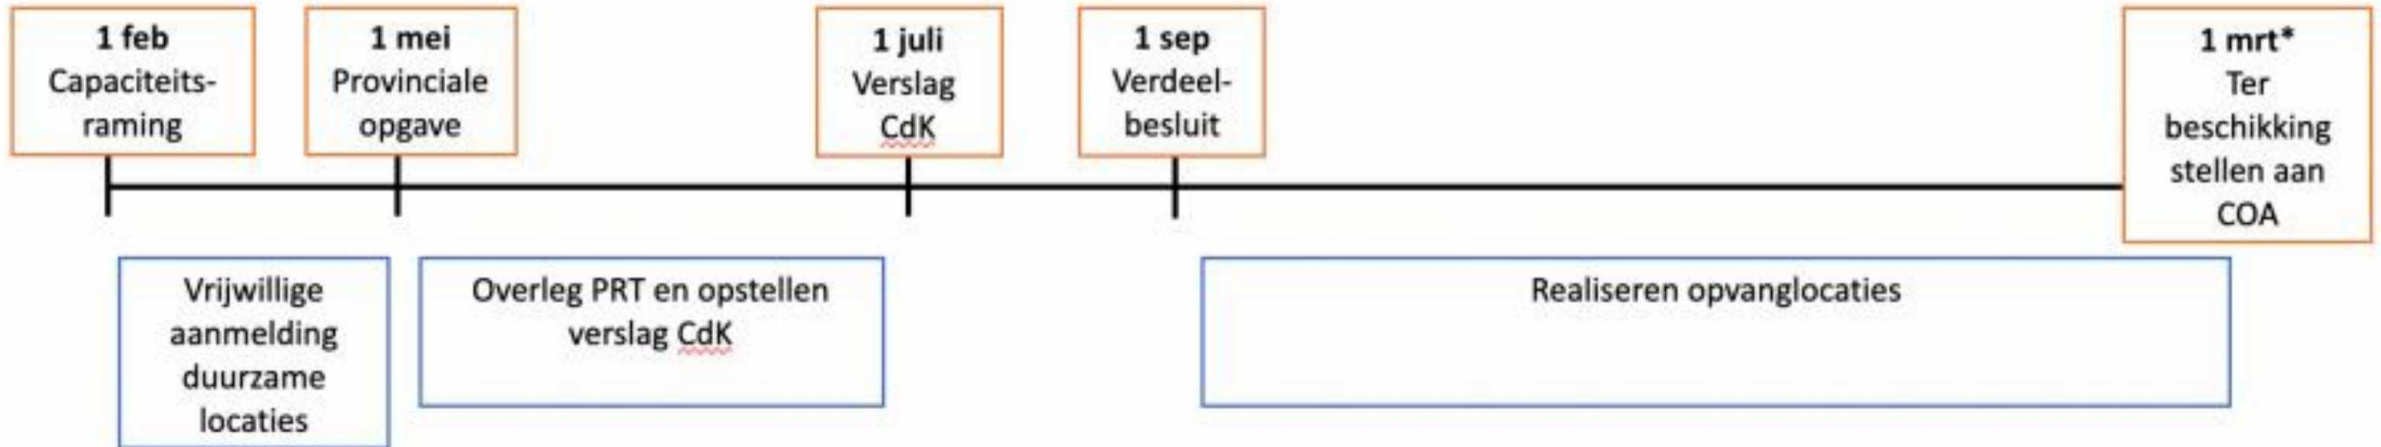 1 feb
Capaciteits-
raming
1 mei
Provinciale
opgave
1 juli
Verslag
CdK
1 sep
Verdeel-
besluit
1 mrt*
Ter
beschikking
stellen aan
COA
Vrijwillige
aanmelding
duurzame
locaties
Overleg PRT en opstellen
verslag CdK
Realiseren opvanglocaties